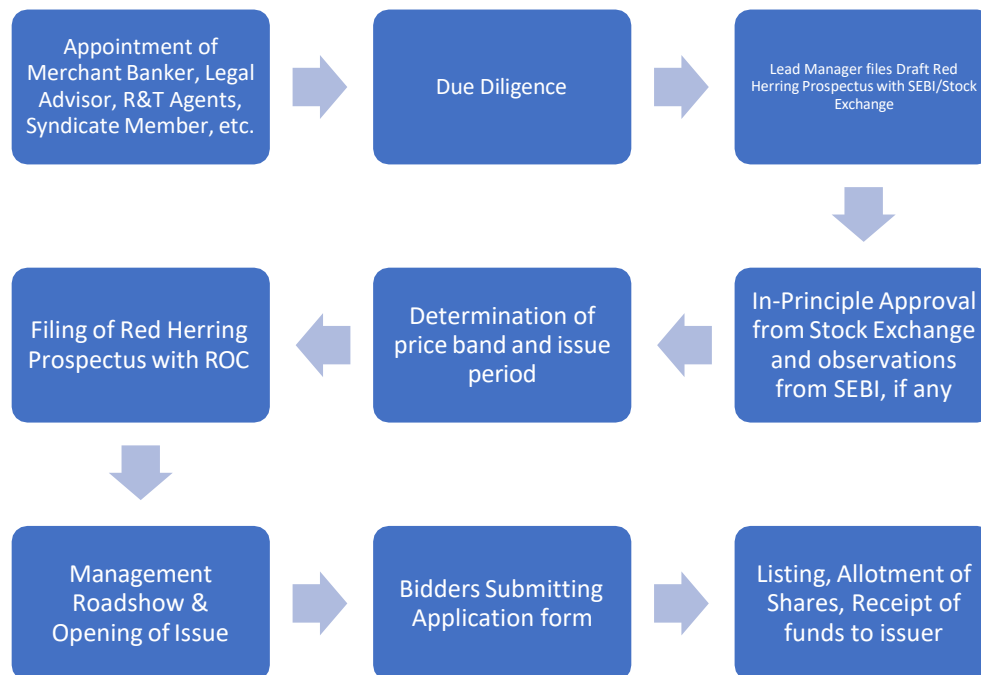 Appointment of
Merchant Banker, Legal
Advisor, R&T Agents,
Syndicate Member, etc.
Due Diligence
Lead Manager files Draft Red
Herring Prospectus with SEBI/Stock
Exchange
In-Principle Approval
from Stock Exchange
and observations
from SEBI, if any
Determination of
price band and issue
period
Filing of Red Herring
Prospectus with ROC
Management
Roadshow &
Opening of Issue
Bidders Submitting
Application form
Listing, Allotment of
Shares, Receipt of
funds to issuer